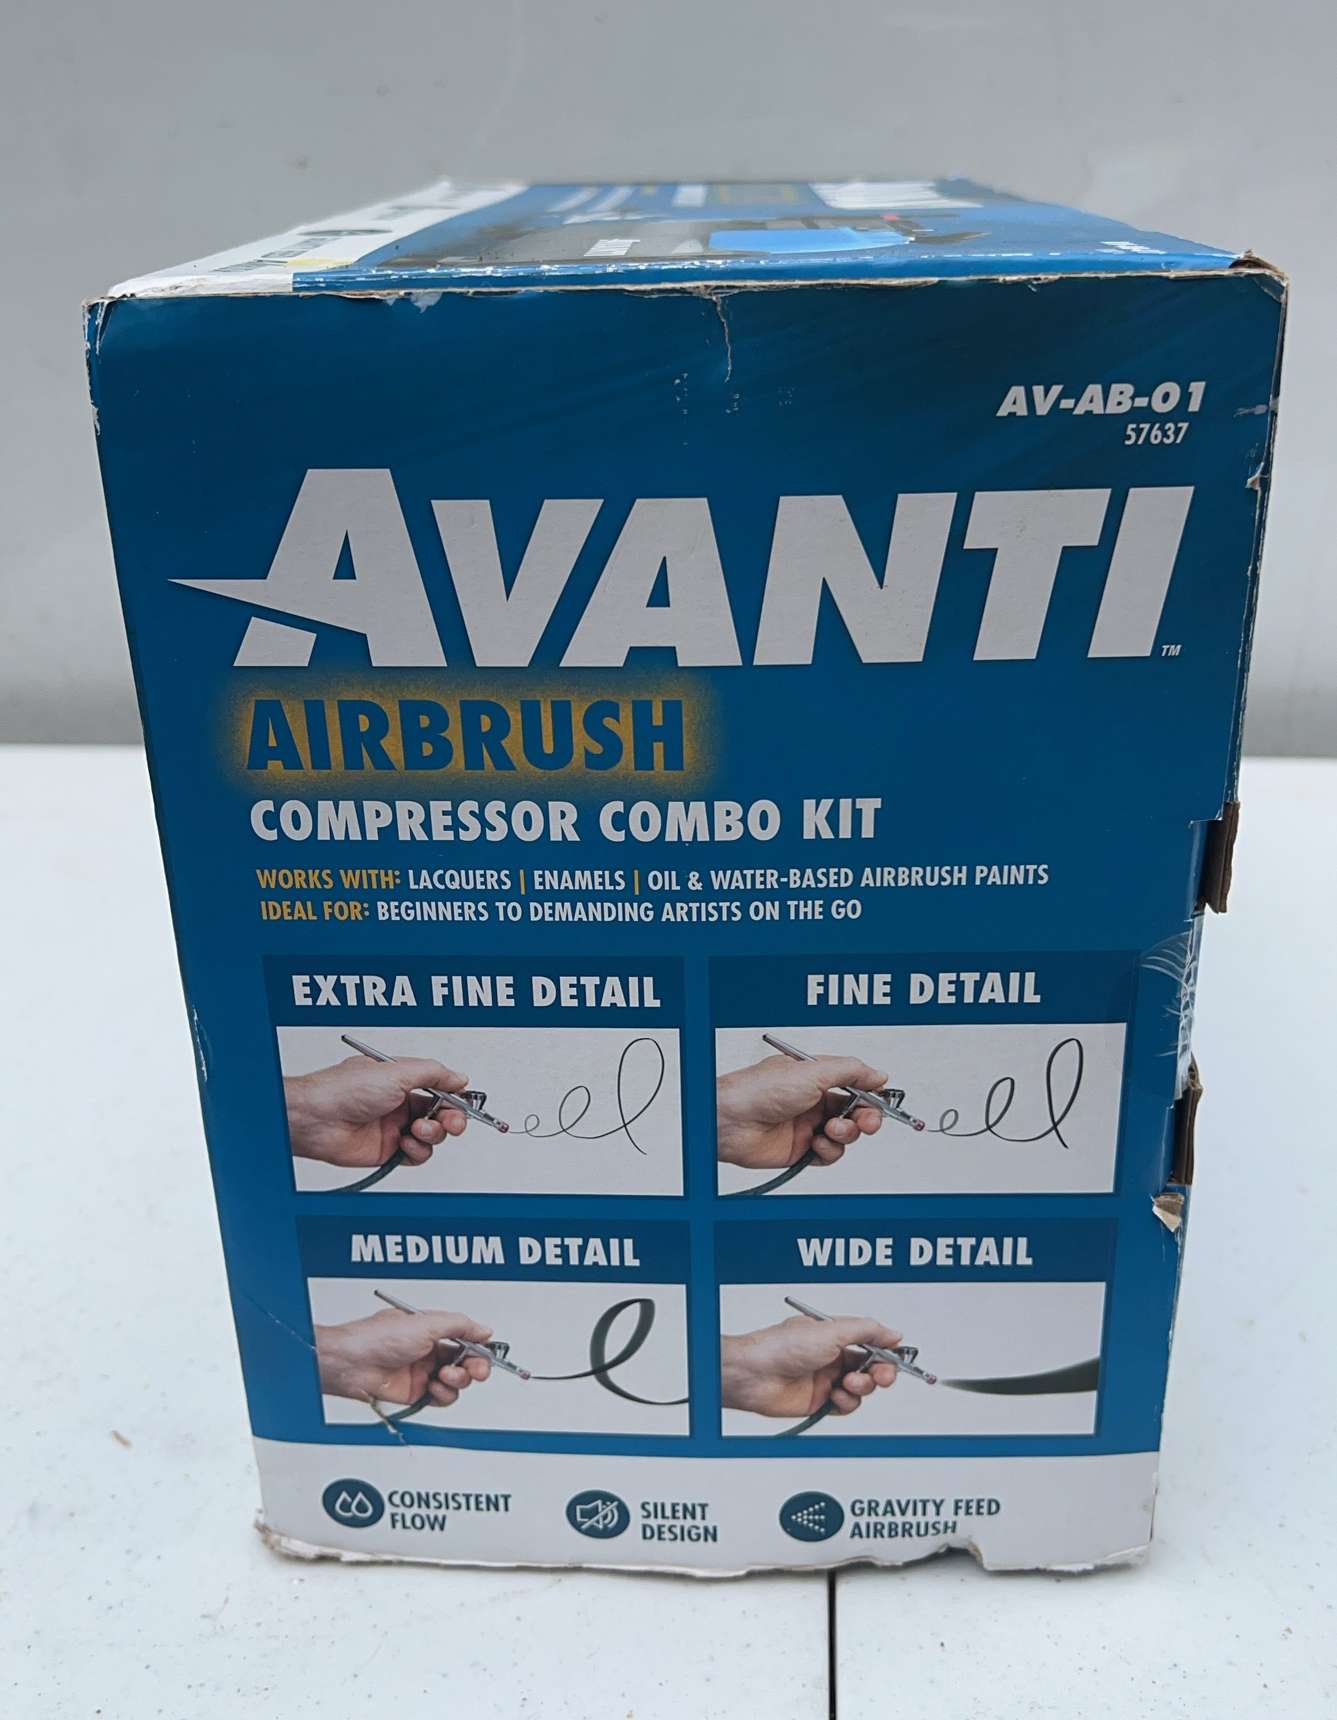 AV-AB-01
57637
AVANTI™
AIRBRUSH
COMPRESSOR COMBO KIT
WORKS WITH: LACQUERS | ENAMELS | OIL & WATER-BASED AIRBRUSH PAINTS
IDEAL FOR: BEGINNERS TO DEMANDING ARTISTS ON THE GO
EXTRA FINE DETAIL
FINE DETAIL
MEDIUM DETAIL
WIDE DETAIL
CONSISTENT
FLOW
SILENT
DESIGN
GRAVITY FEED
AIRBRUSH